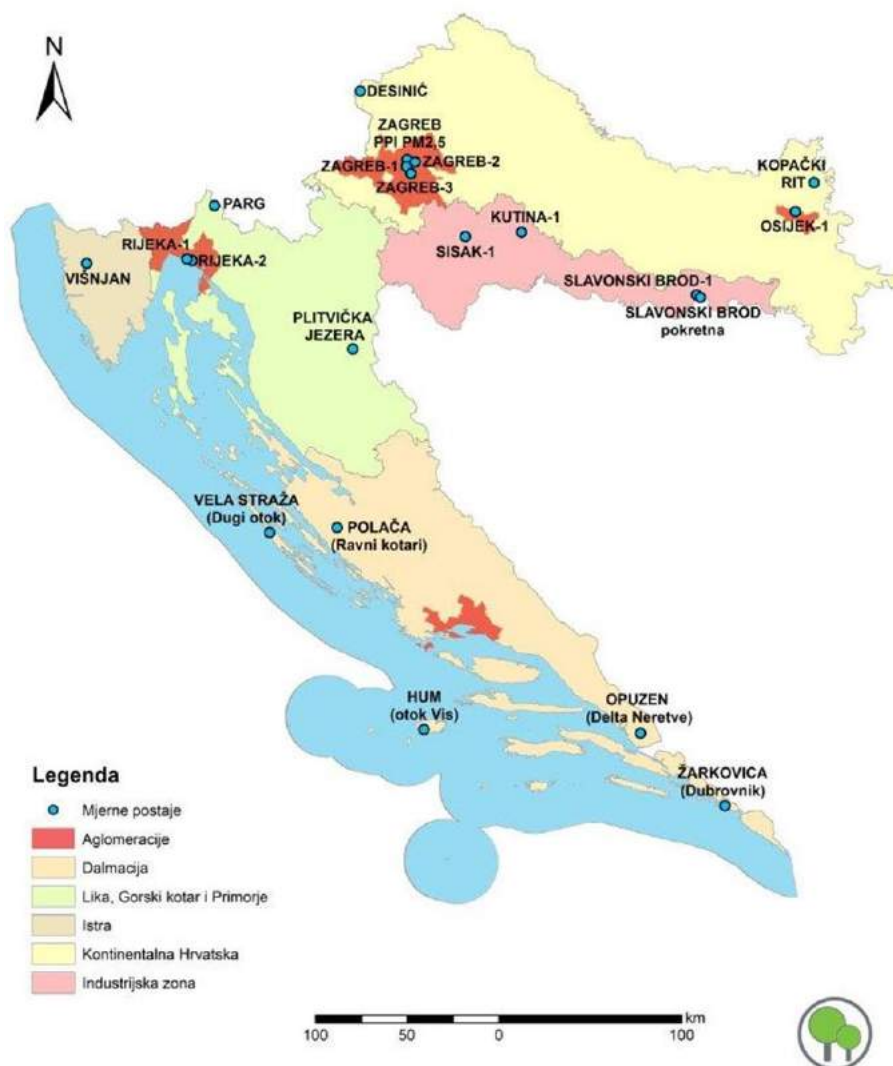 N
DESINIĆ
ZAGREB
PPI PM2,5
ZAGREB-1
ZAGREB-2
ZAGREB-3
KOPAČKI
RIT
OSIJEK-1
PARG
KUTINA-1
SISAK-1
RIJEKA-1
RIJEKA-2
VIŠNJAN
SLAVONSKI BROD-1
SLAVONSKI BROD
pokretna
PLITVIČKA
JEZERA
VELA STRAŽA
(Dugi otok)
POLAČA
(Ravni kotari)
HUM
(otok Vis)
OPUZEN
(Delta Neretve)
ŽARKOVICA
(Dubrovnik)
Legenda
Mjerne postaje
Aglomeracije
Dalmacija
Lika, Gorski kotar i Primorje
Istra
Kontinentalna Hrvatska
Industrijska zona
km
100 50 0 100